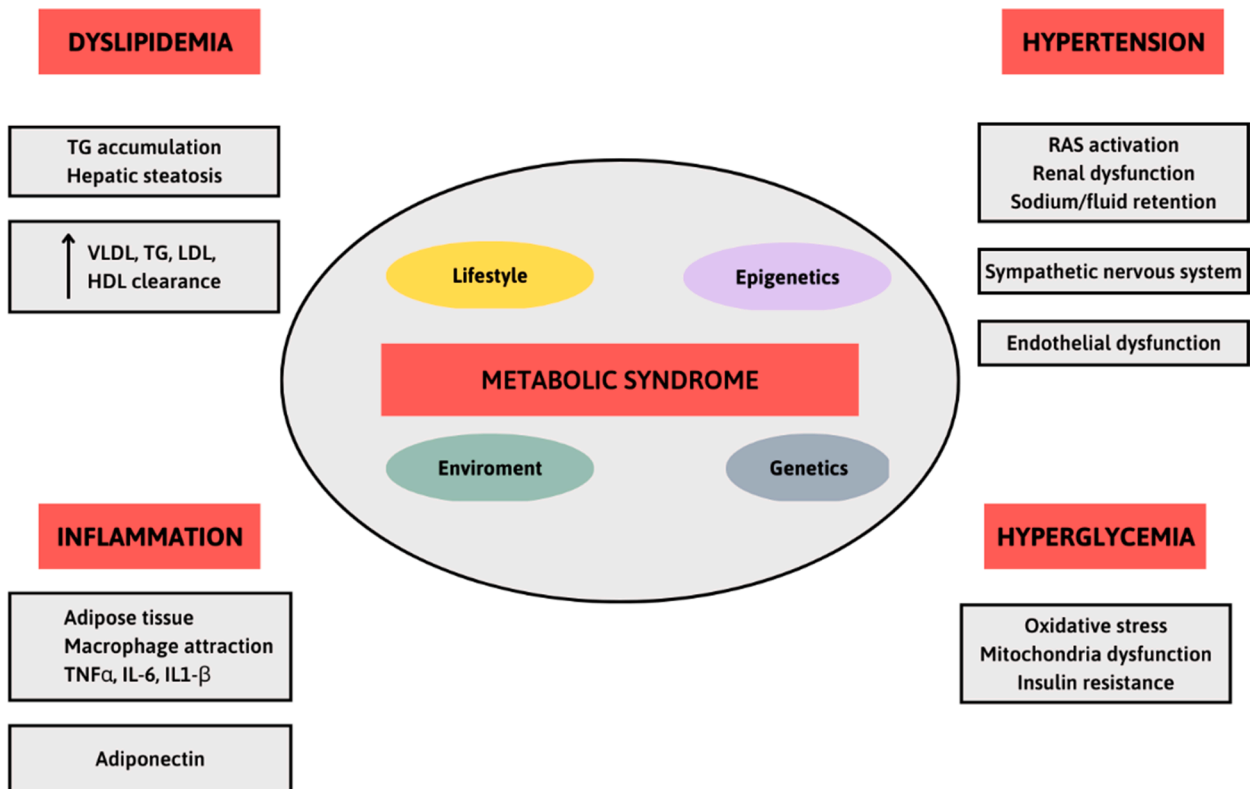 DYSLIPIDEMIA
TG accumulation
Hepatic steatosis
VLDL, TG, LDL,
HDL clearance
HYPERTENSION
RAS activation
Renal dysfunction
Sodium/fluid retention
Sympathetic nervous system
Endothelial dysfunction
Lifestyle
Epigenetics
METABOLIC SYNDROME
Enviroment
Genetics
INFLAMMATION
Adipose tissue
Macrophage attraction
TNFα, IL-6, IL1-β
Adiponectin
HYPERGLYCEMIA
Oxidative stress
Mitochondria dysfunction
Insulin resistance